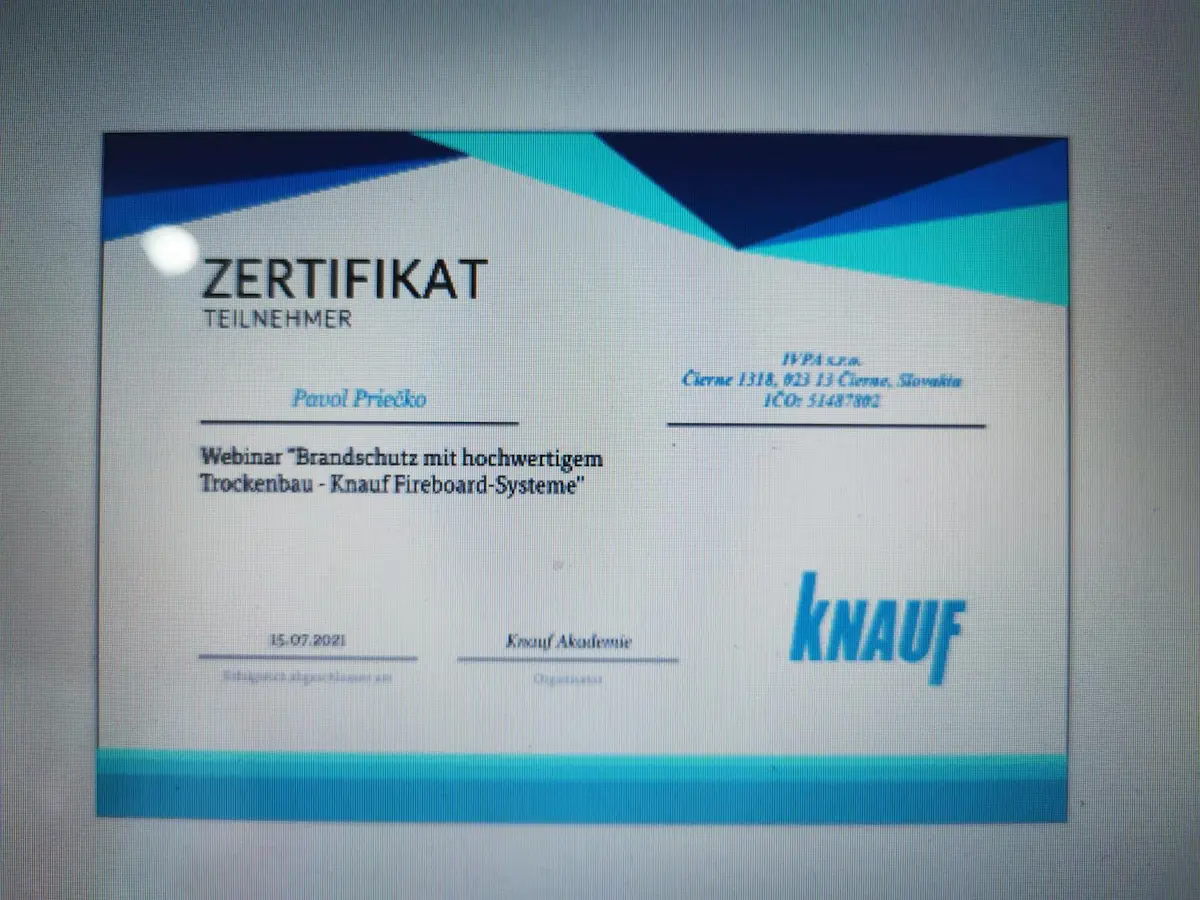 ZERTIFIKAT
TEILNEHMER
Pavol Priečko
IVPA s.r.o.
Čierne 1318, 023 13 Čierne, Slovakia
IČO: 51487802
Webinar "Brandschutz mit hochwertigem
Trockenbau - Knauf Fireboard-Systeme"
15.07.2021
Knauf Akademie
Erfolgreich abgeschlossen am
Organisator
KNAUF